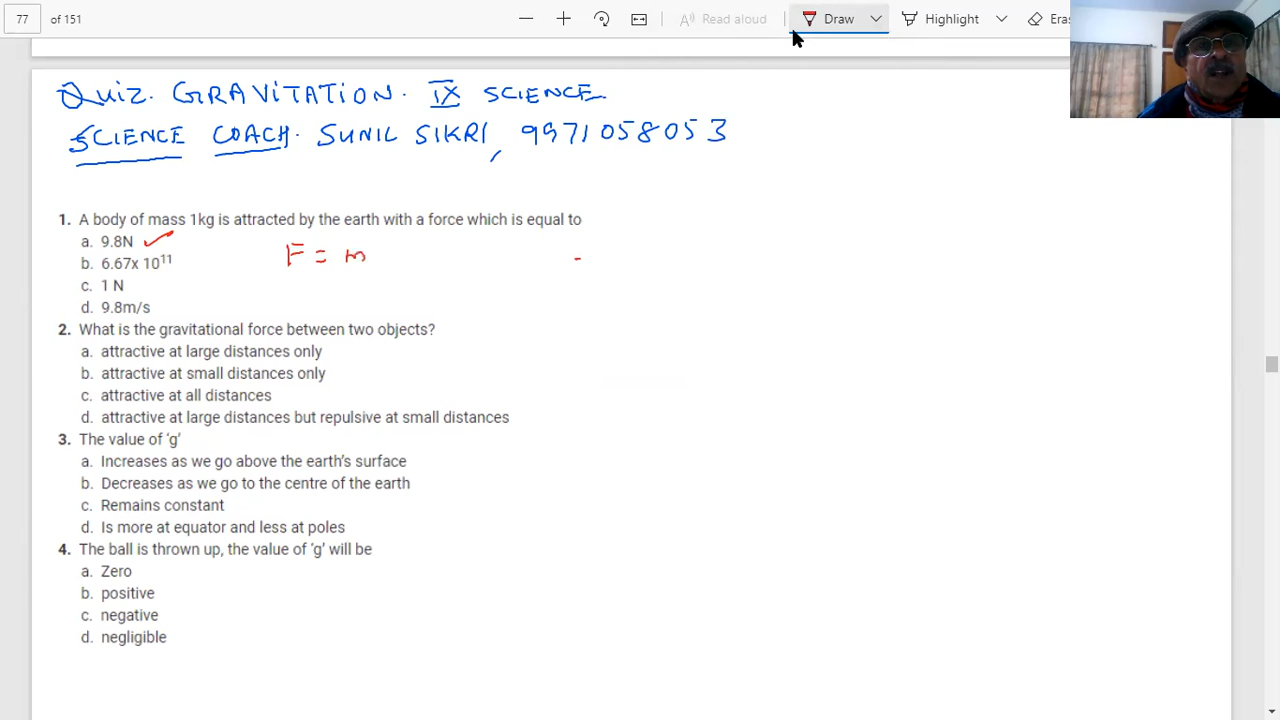 77 of 151 Read aloud Draw Highlight Eras
Quiz. GRAVITATION. IX SCIENCE
SCIENCE COACH. SUNIL SIKRI, 9971058053
1. A body of mass 1kg is attracted by the earth with a force which is equal to
a. 9.8N ✓
F = m
b. 6.67x 10¹¹
c. 1 N
d. 9.8m/s
2. What is the gravitational force between two objects?
a. attractive at large distances only
b. attractive at small distances only
c. attractive at all distances
d. attractive at large distances but repulsive at small distances
3. The value of ‘g’
a. Increases as we go above the earth’s surface
b. Decreases as we go to the centre of the earth
c. Remains constant
d. Is more at equator and less at poles
4. The ball is thrown up, the value of ‘g’ will be
a. Zero
b. positive
c. negative
d. negligible